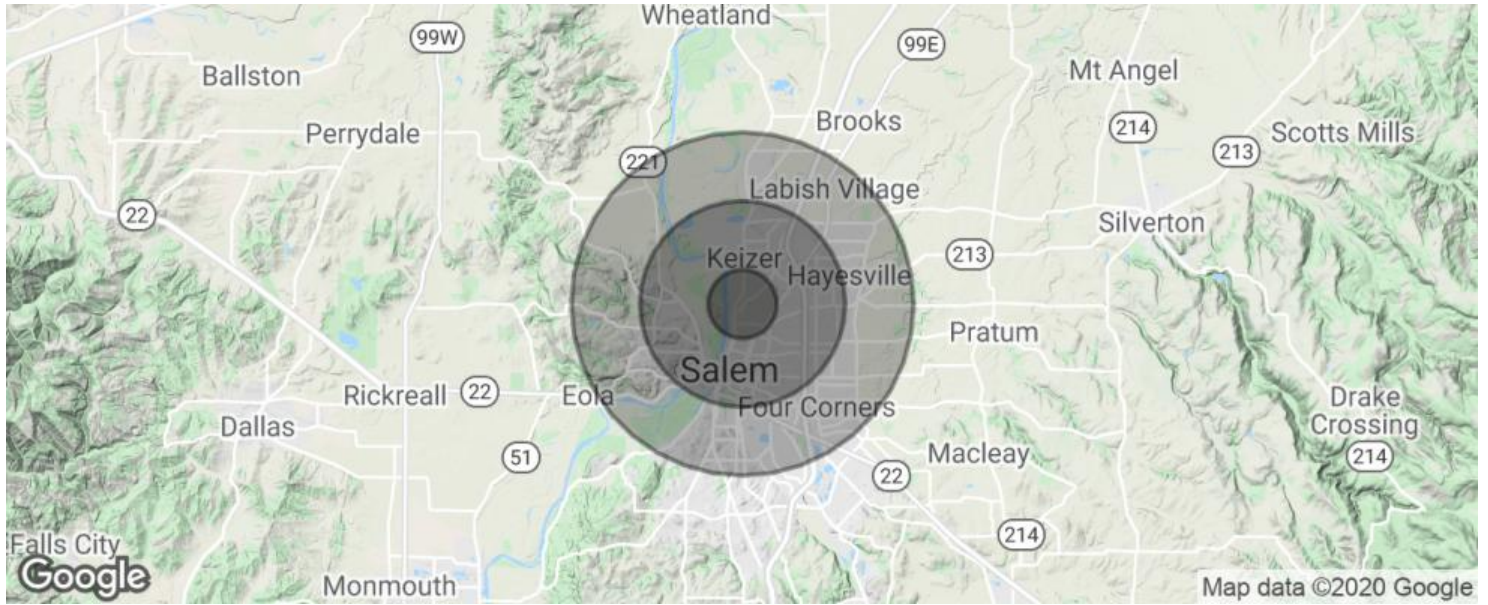 Wheatland
99W
99E
Ballston
Mt Angel
Perrydale
Brooks
214
Scotts Mills
221
213
Labish Village
22
Silverton
Keizer
213
Hayesville
Pratum
Salem
Rickreall
22
Eola
Four Corners
Drake
Crossing
Dallas
51
Macleay
214
22
214
Falls City
Google
Monmouth
Map data ©2020 Google